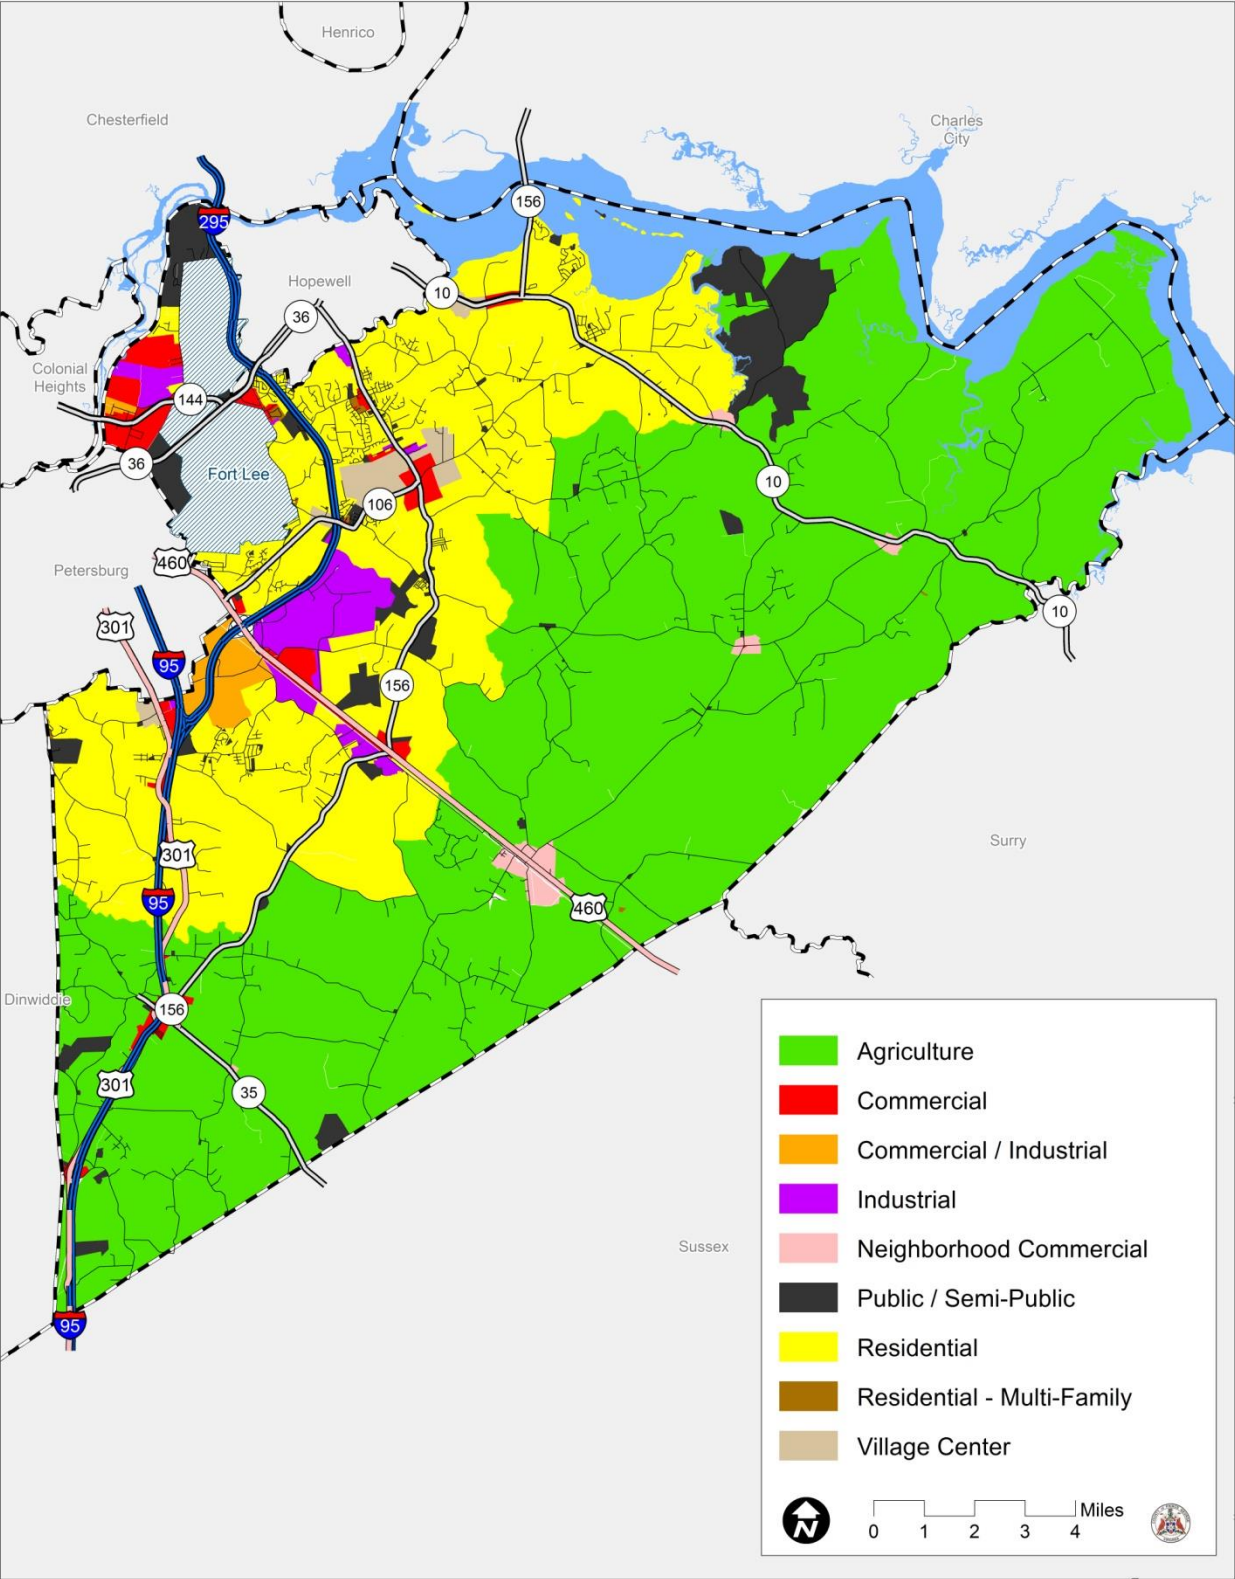 Henrico
Chesterfield
Charles
City
295
156
Hopewell
10
36
Colonial
Heights
144
36
Fort Lee
10
106
460
Petersburg
301
10
95
156
301
Surry
95
460
Dinwiddie
156
301
35
Sussex
95
Agriculture
Commercial
Commercial / Industrial
Industrial
Neighborhood Commercial
Public / Semi-Public
Residential
Residential - Multi-Family
Village Center
N
Miles
0 1 2 3 4